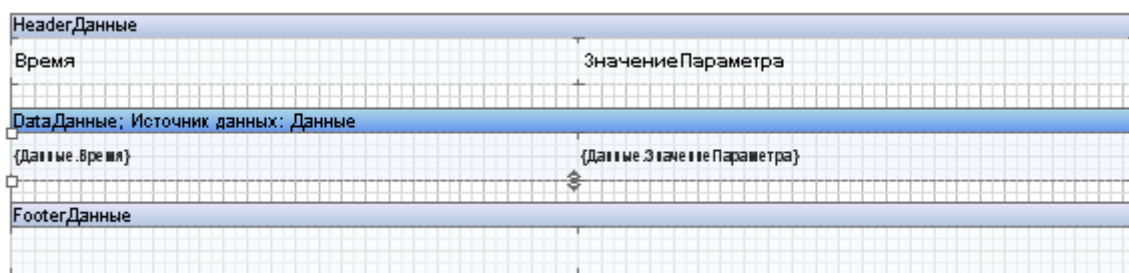 HeaderДанные
Время ЗначениеПараметра
DataДанные; Источник данных: Данные
{Данные.Время} {Данные.ЗначениеПараметра}
FooterДанные